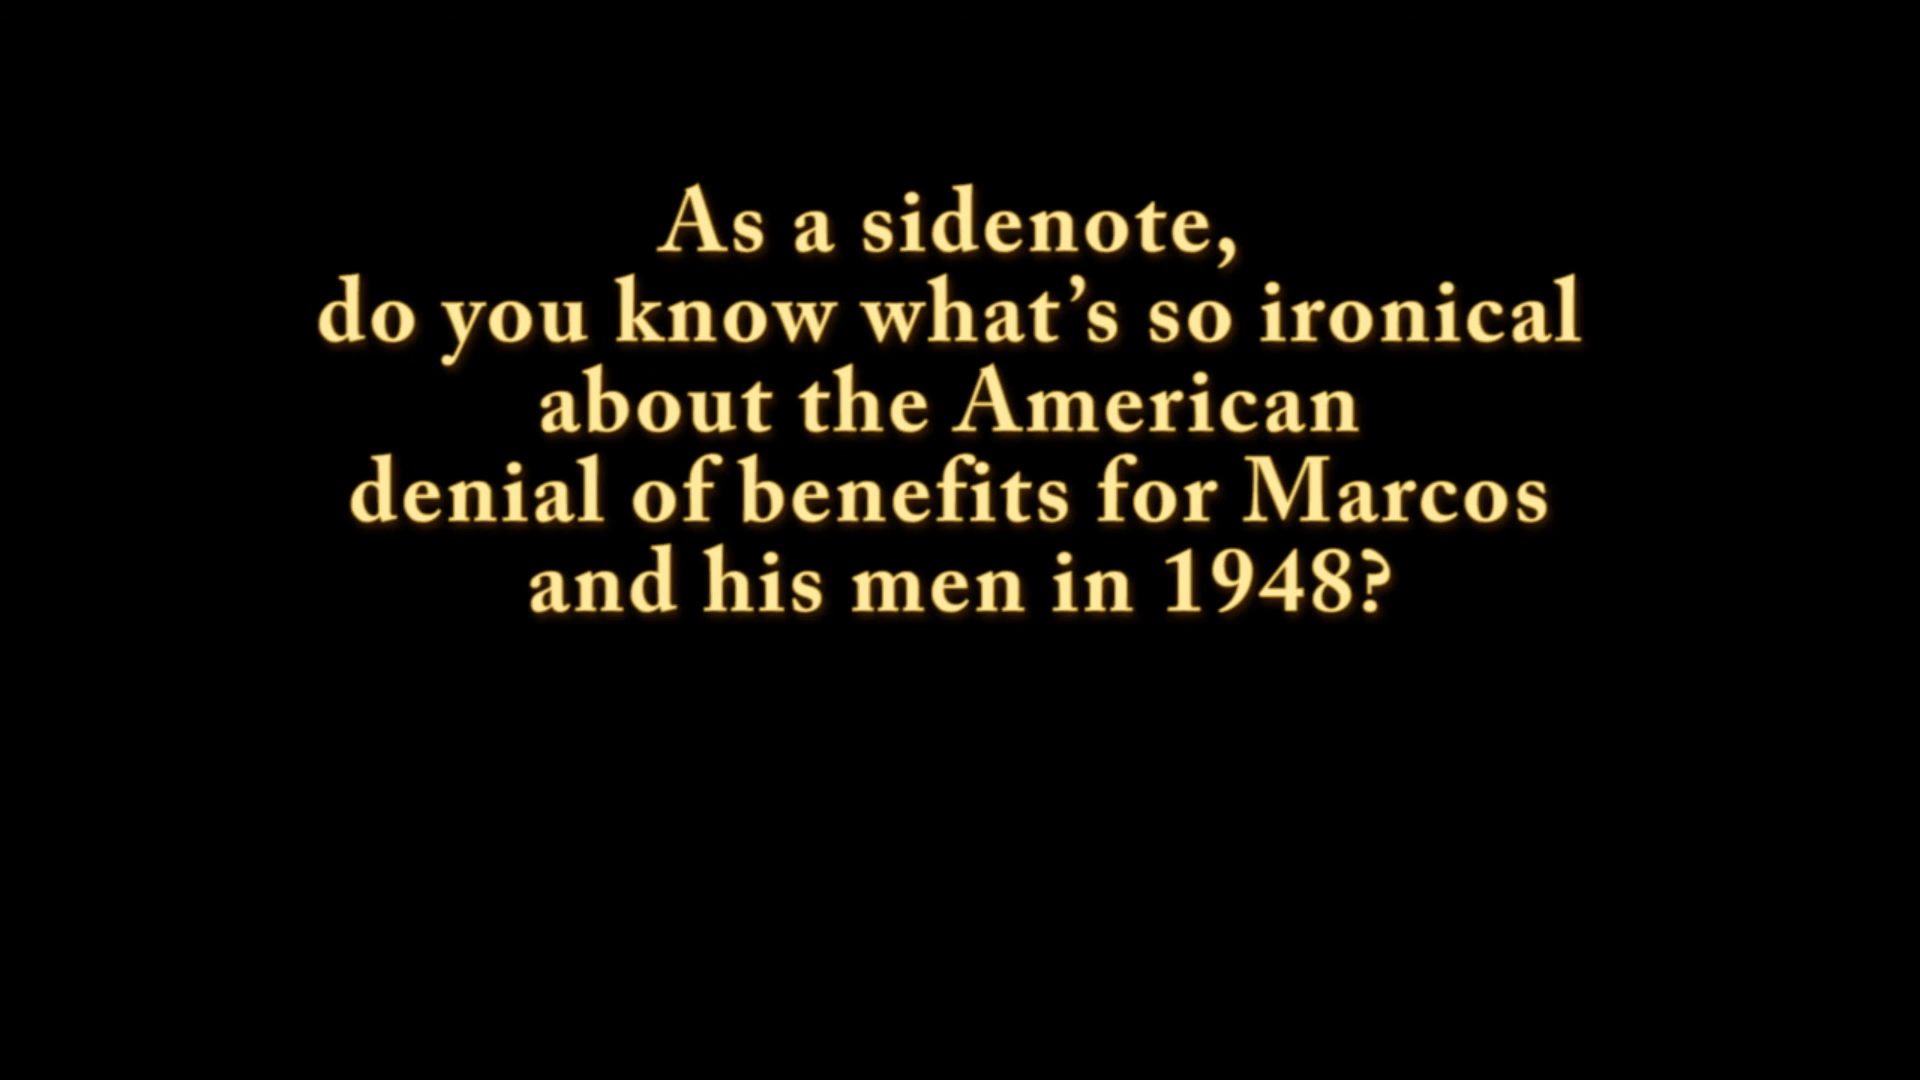 As a sidenote,
do you know what’s so ironical
about the American
denial of benefits for Marcos
and his men in 1948?